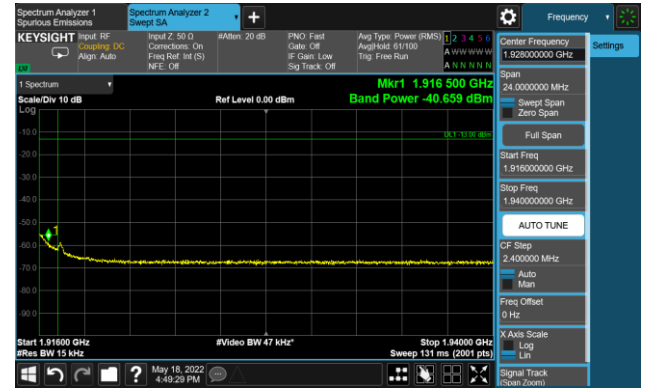 Spectrum Analyzer 1
Spurious Emissions
Spectrum Analyzer 2
Swept SA
Frequency
KEYSIGHT
Input: RF
Coupling: DC
Align: Auto
Input Z: 50 Ω
Corrections: On
Freq Ref: Int (S)
NFE: Off
#Atten: 20 dB
PNO: Fast
Gate: Off
IF Gain: Low
Sig Track: Off
Avg Type: Power (RMS)
Avg|Hold: 61/100
Trig: Free Run
1 2 3 4 5 6
A W W W W W
A N N N N N
1 Spectrum
Scale/Div 10 dB
Log
Ref Level 0.00 dBm
Mkr1 1.916 500 GHz
Band Power -40.659 dBm
DL1 -13.00 dBm
-10.0
-20.0
-30.0
-40.0
-50.0
-60.0
-70.0
-80.0
-90.0
1
Start 1.91600 GHz
#Res BW 15 kHz
#Video BW 47 kHz*
Stop 1.94000 GHz
Sweep 131 ms (2001 pts)
Center Frequency
1.928000000 GHz
Settings
Span
24.0000000 MHz
Swept Span
Zero Span
Full Span
Start Freq
1.916000000 GHz
Stop Freq
1.940000000 GHz
AUTO TUNE
CF Step
2.400000 MHz
Auto
Man
Freq Offset
0 Hz
X Axis Scale
Log
Lin
Signal Track
(Span Zoom)
?
May 18, 2022
4:49:29 PM